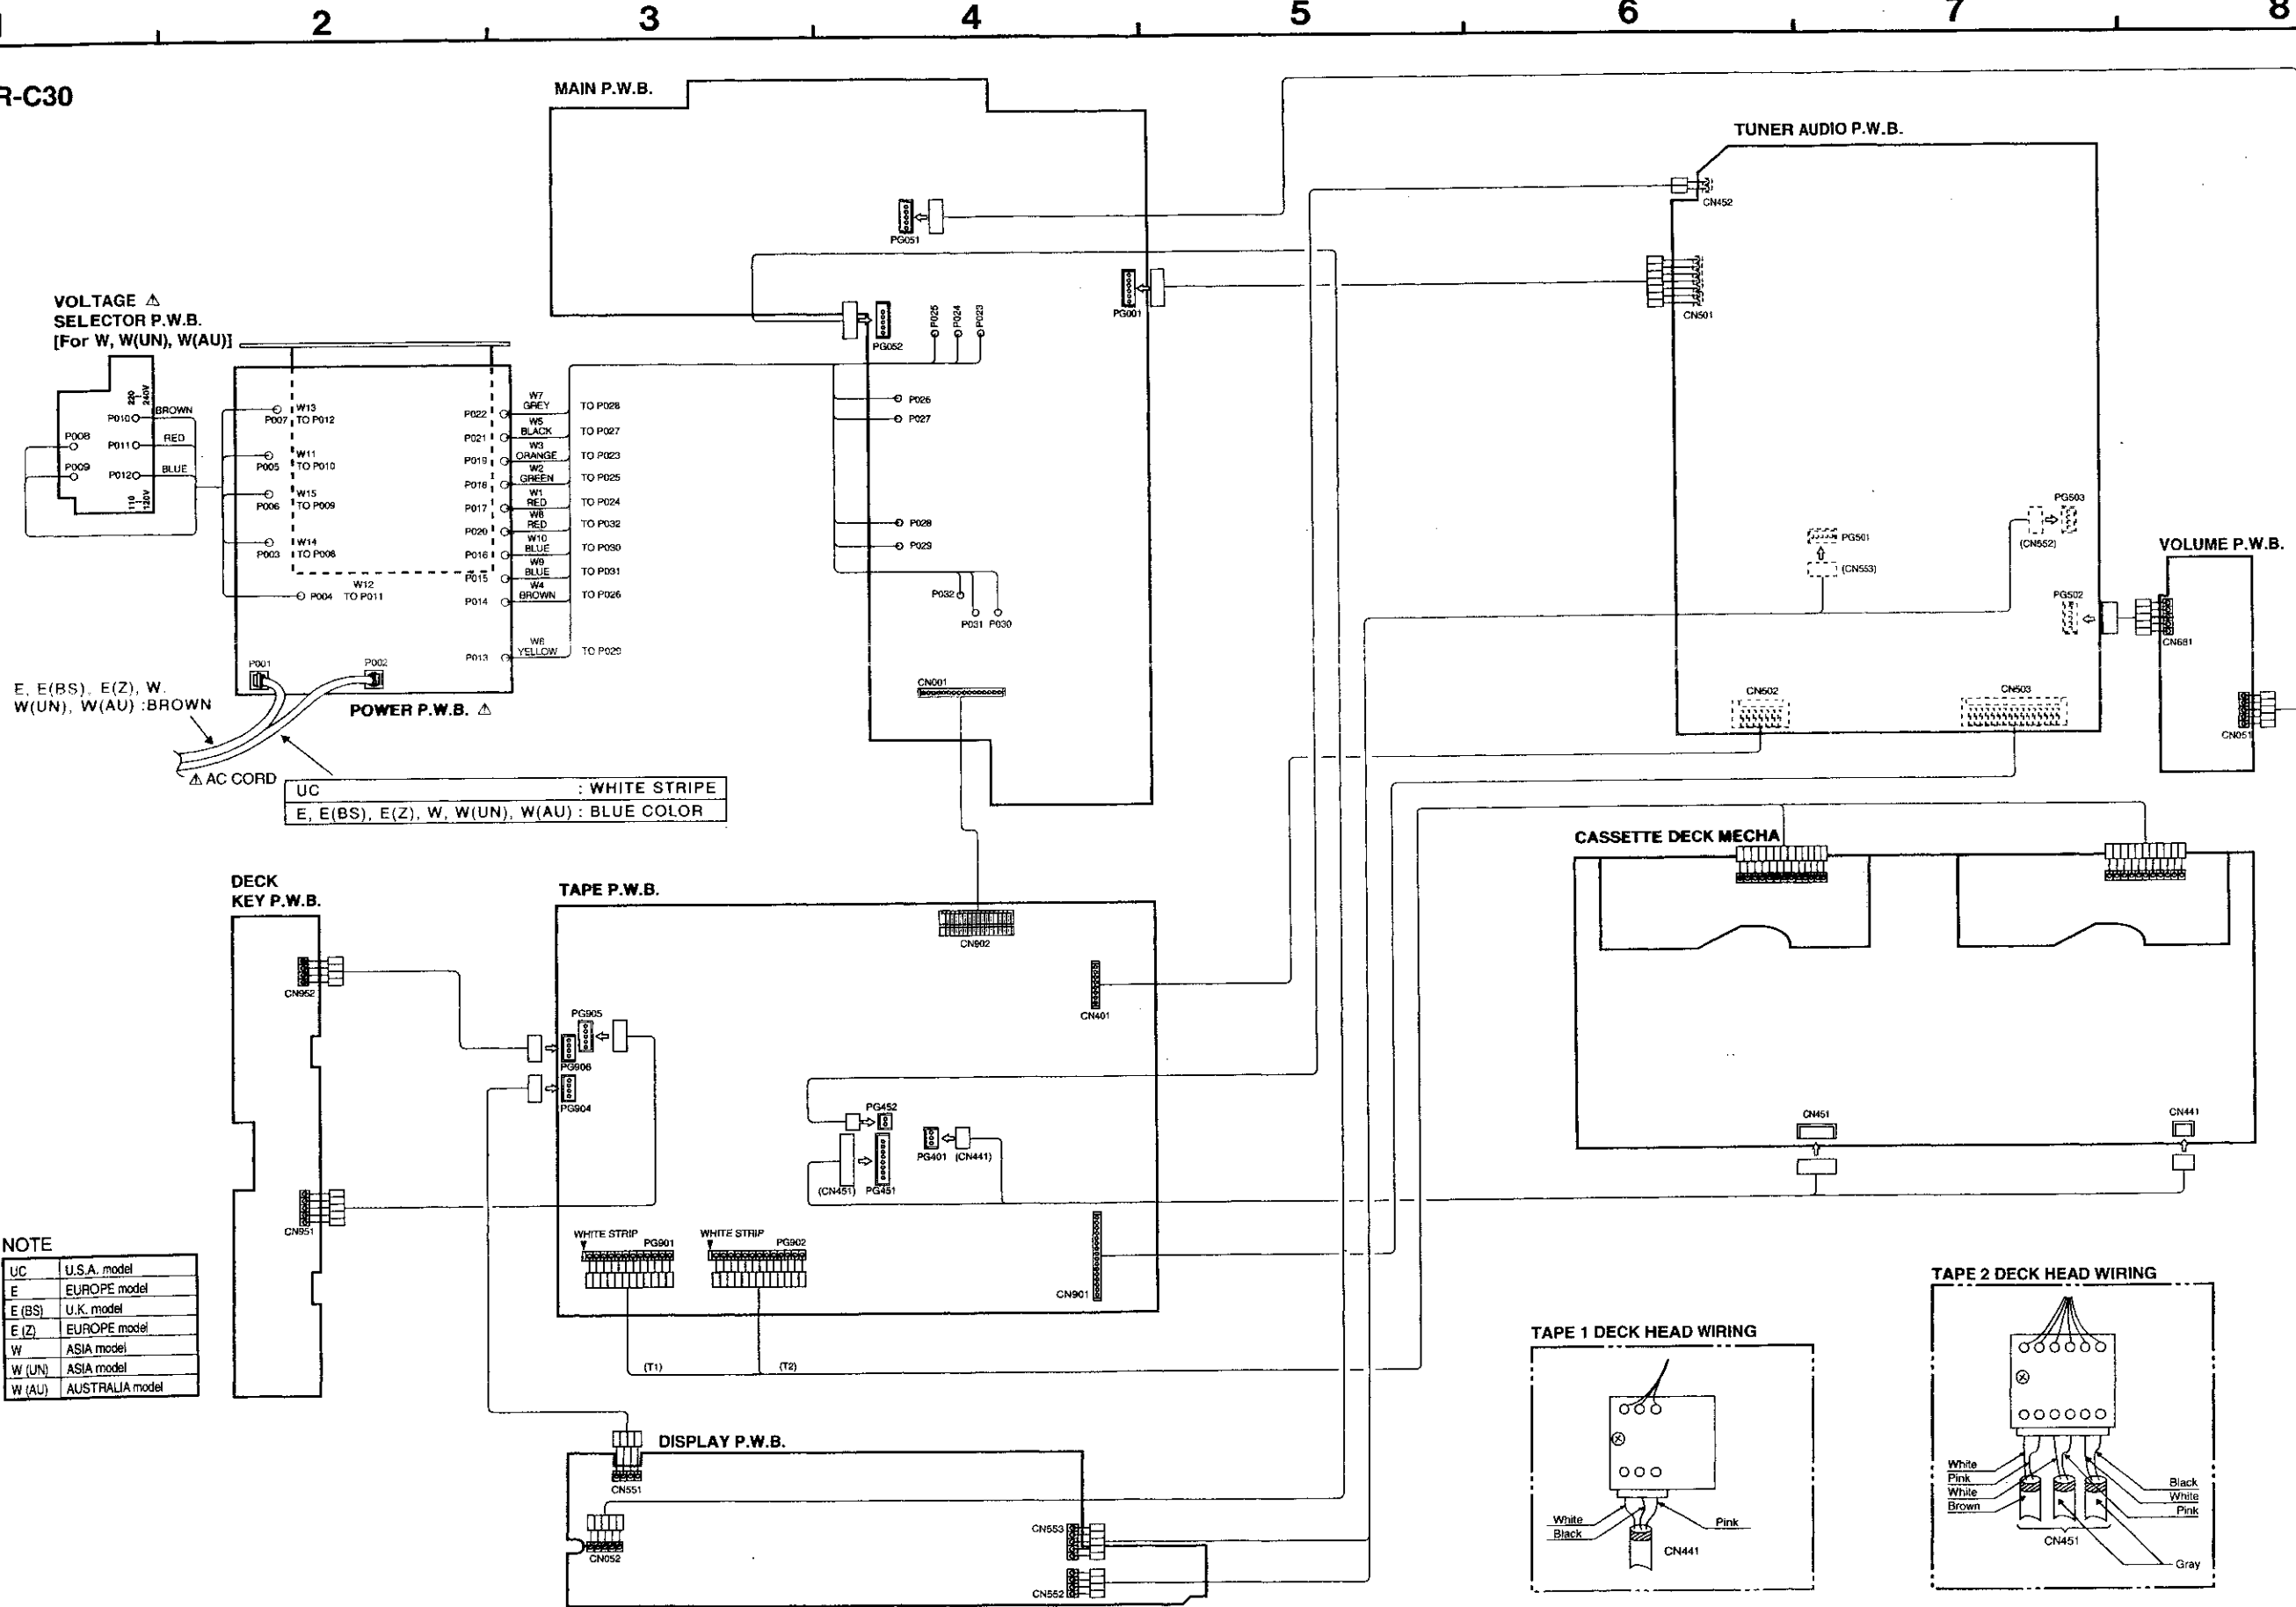 2 3 4 5 6 7 8
R-C30
MAIN P.W.B.
PG051
PG052
P025
P024
P023
PG001
P026
P027
P028
P029
P032
P031 P030
CN001
TUNER AUDIO P.W.B.
CN452
CN501
PG503
(CN552)
PG501
(CN553)
PG502
CN502
CN503
VOLUME P.W.B.
CN681
CN051
VOLTAGE ⚠
SELECTOR P.W.B.
[For W, W(UN), W(AU)]
220
240V
P010
BROWN
P008
P011
RED
P009
P012
BLUE
110
120V
P007
W13
TO P012
P005
W11
TO P010
P006
W15
TO P009
P003
W14
TO P008
W12
P004 TO P011
P022 W7 GREY TO P028
P021 W5 BLACK TO P027
P019 W3 ORANGE TO P023
P018 W2 GREEN TO P025
P017 W1 RED TO P024
P020 W8 RED TO P032
P016 W10 BLUE TO P030
P015 W9 BLUE TO P031
P014 W4 BROWN TO P026
P013 W6 YELLOW TO P029
P001
P002
POWER P.W.B. ⚠
E, E(BS), E(Z), W.
W(UN), W(AU) :BROWN
⚠ AC CORD
UC : WHITE STRIPE
E, E(BS), E(Z), W, W(UN), W(AU) : BLUE COLOR
DECK
KEY P.W.B.
CN952
CN951
TAPE P.W.B.
CN902
CN401
PG905
PG906
PG904
PG452
PG401 (CN441)
(CN451) PG451
WHITE STRIP
PG901
WHITE STRIP
PG902
CN901
(T1)
(T2)
CASSETTE DECK MECHA
CN451
CN441
NOTE
UC U.S.A. model
E EUROPE model
E (BS) U.K. model
E (Z) EUROPE model
W ASIA model
W (UN) ASIA model
W (AU) AUSTRALIA model
DISPLAY P.W.B.
CN551
CN052
CN553
CN552
TAPE 1 DECK HEAD WIRING
White
Black
Pink
CN441
TAPE 2 DECK HEAD WIRING
White
Pink
White
Brown
Black
White
Pink
CN451
Gray